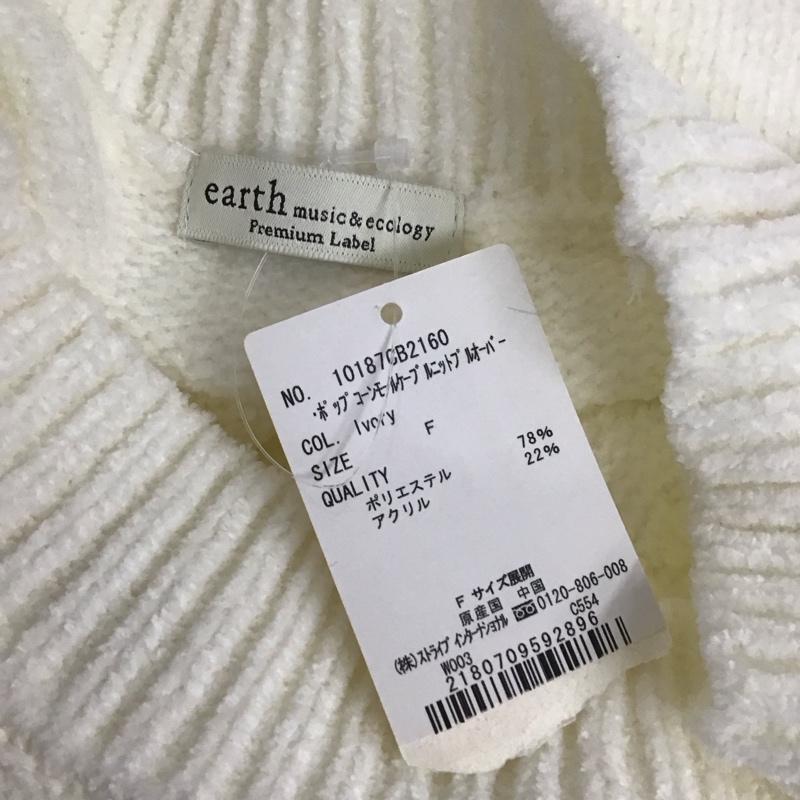 earth music&ecology
Premium Label
NO. 10187CB2160
･ポップコーンモールケーブルニットプルオーバー
COL. Ivory
SIZE F
QUALITY
ポリエステル 78%
アクリル 22%
F サイズ展開
原産国 中国
(株)ストライプ インターナショナル 0120-806-008
W003 C554
2180709592896